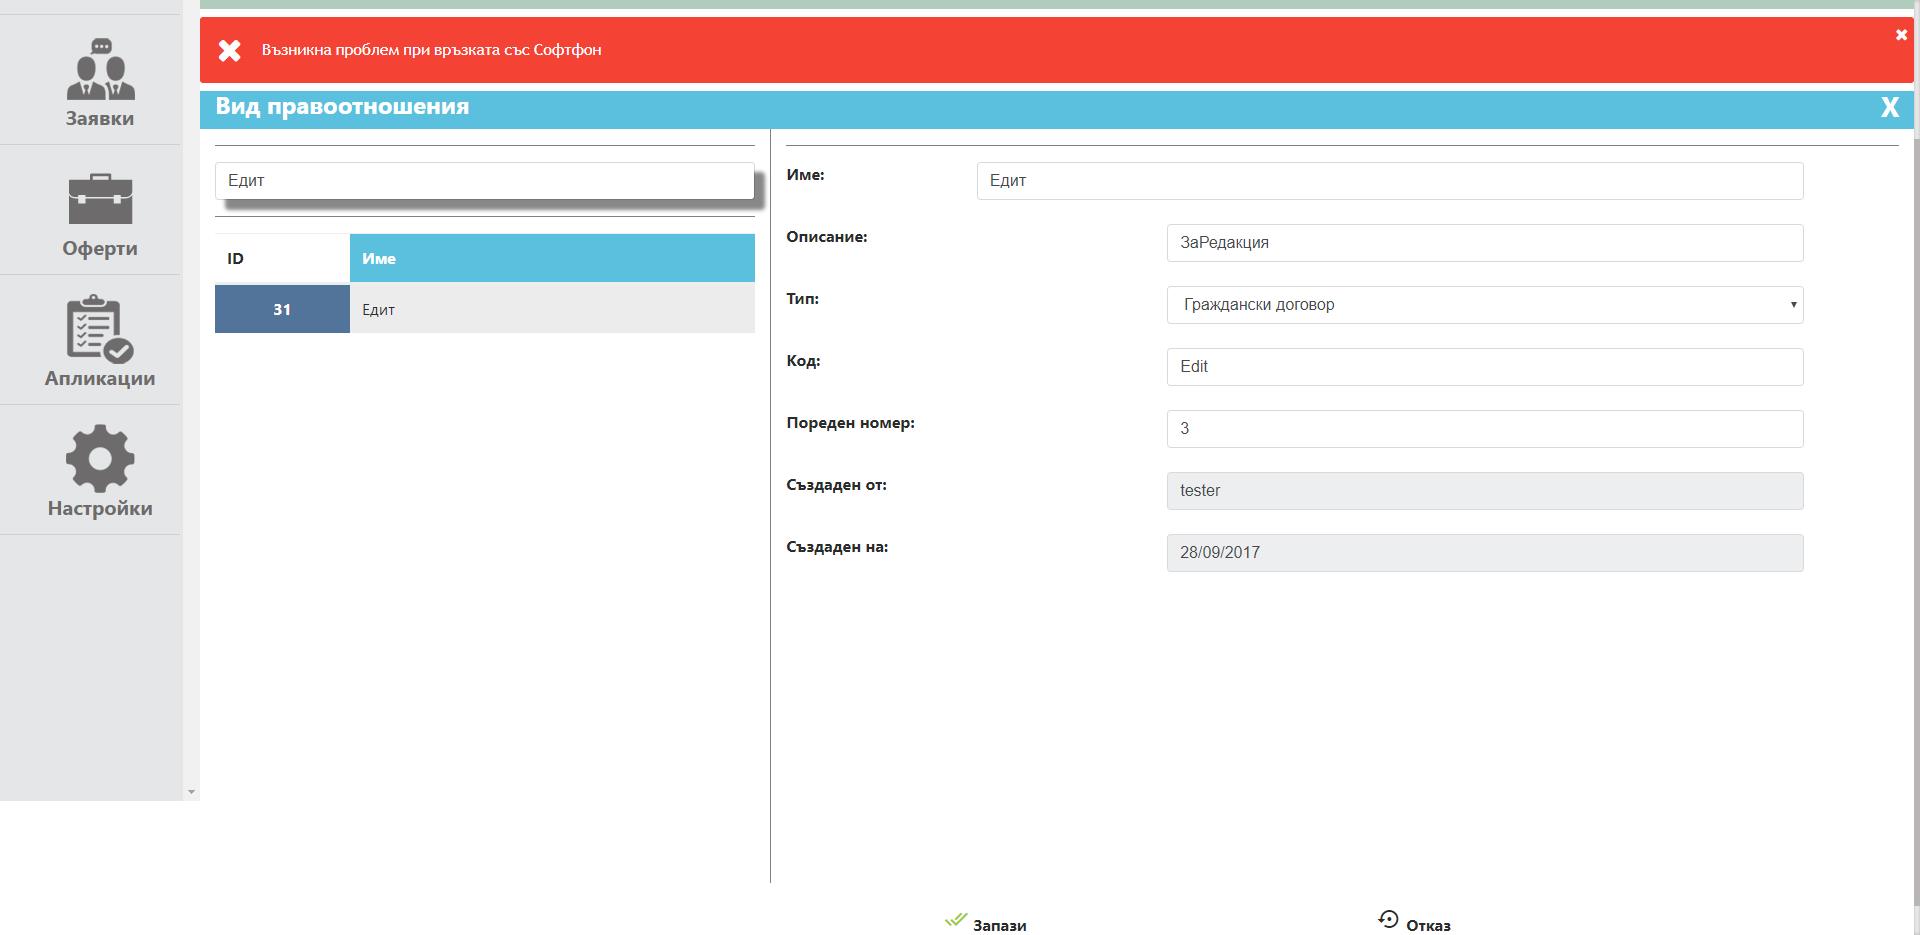 Възникна проблем при връзката със Софтфон
Вид правоотношения
X
Заявки
Оферти
Апликации
Настройки
Едит
ID Име
31 Едит
Име: Едит
Описание: ЗаРедакция
Тип: Граждански договор
Код: Edit
Пореден номер: 3
Създаден от: tester
Създаден на: 28/09/2017
Запази Отказ